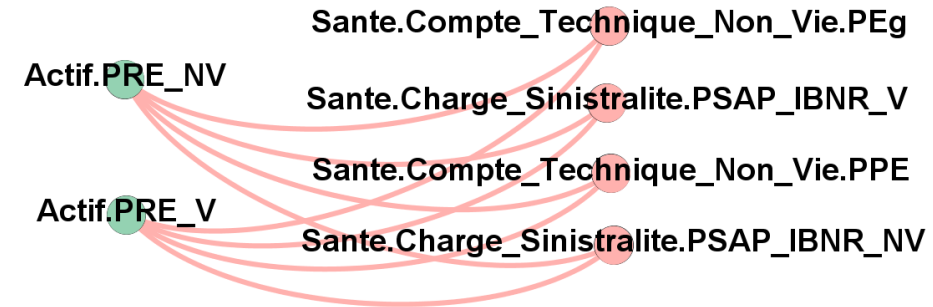 Sante.Compte_Technique_Non_Vie.PEg
Actif.PRE_NV
Sante.Charge_Sinistralite.PSAP_IBNR_V
Sante.Compte_Technique_Non_Vie.PPE
Actif.PRE_V
Sante.Charge_Sinistralite.PSAP_IBNR_NV